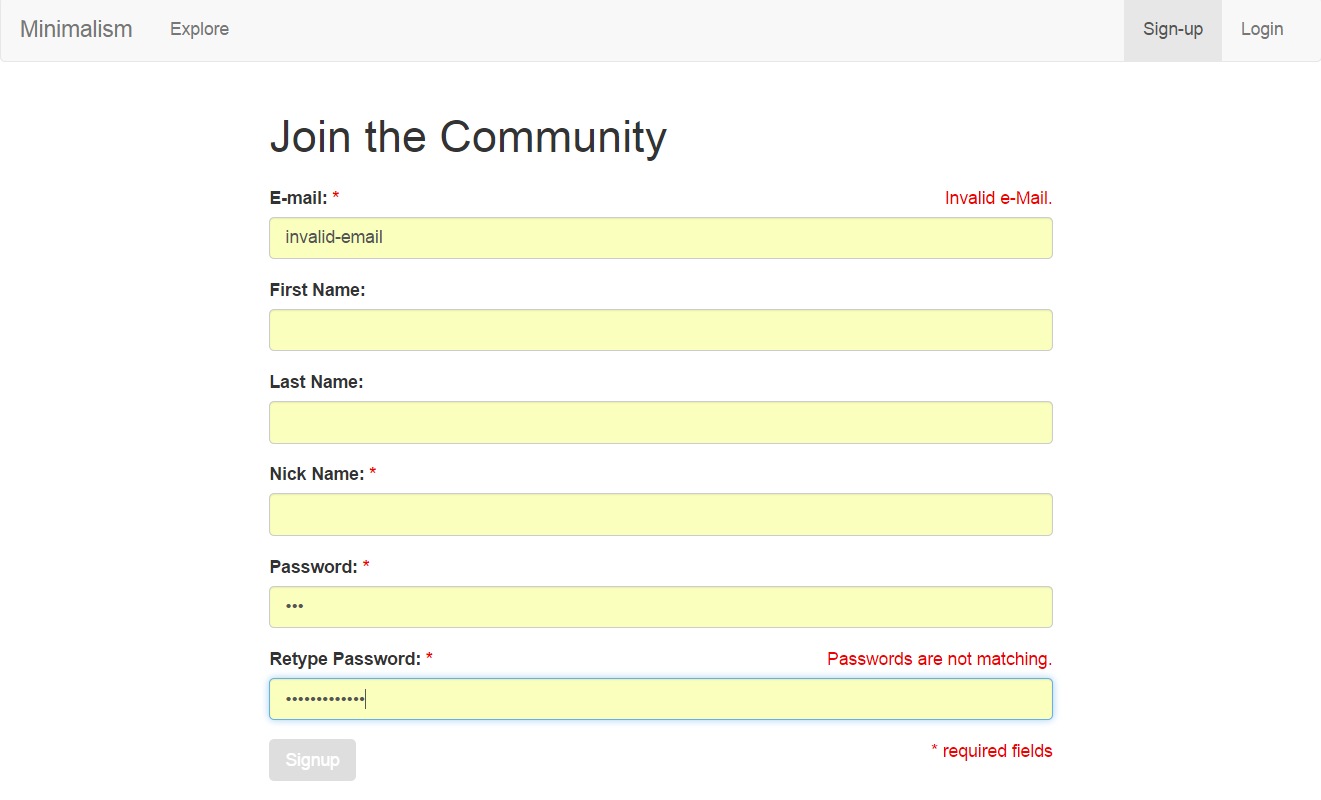 Minimalism Explore Sign-up Login
Join the Community
E-mail: * Invalid e-Mail.
invalid-email
First Name:
Last Name:
Nick Name: *
Password: *
•••
Retype Password: * Passwords are not matching.
•••••••••••••
Signup * required fields